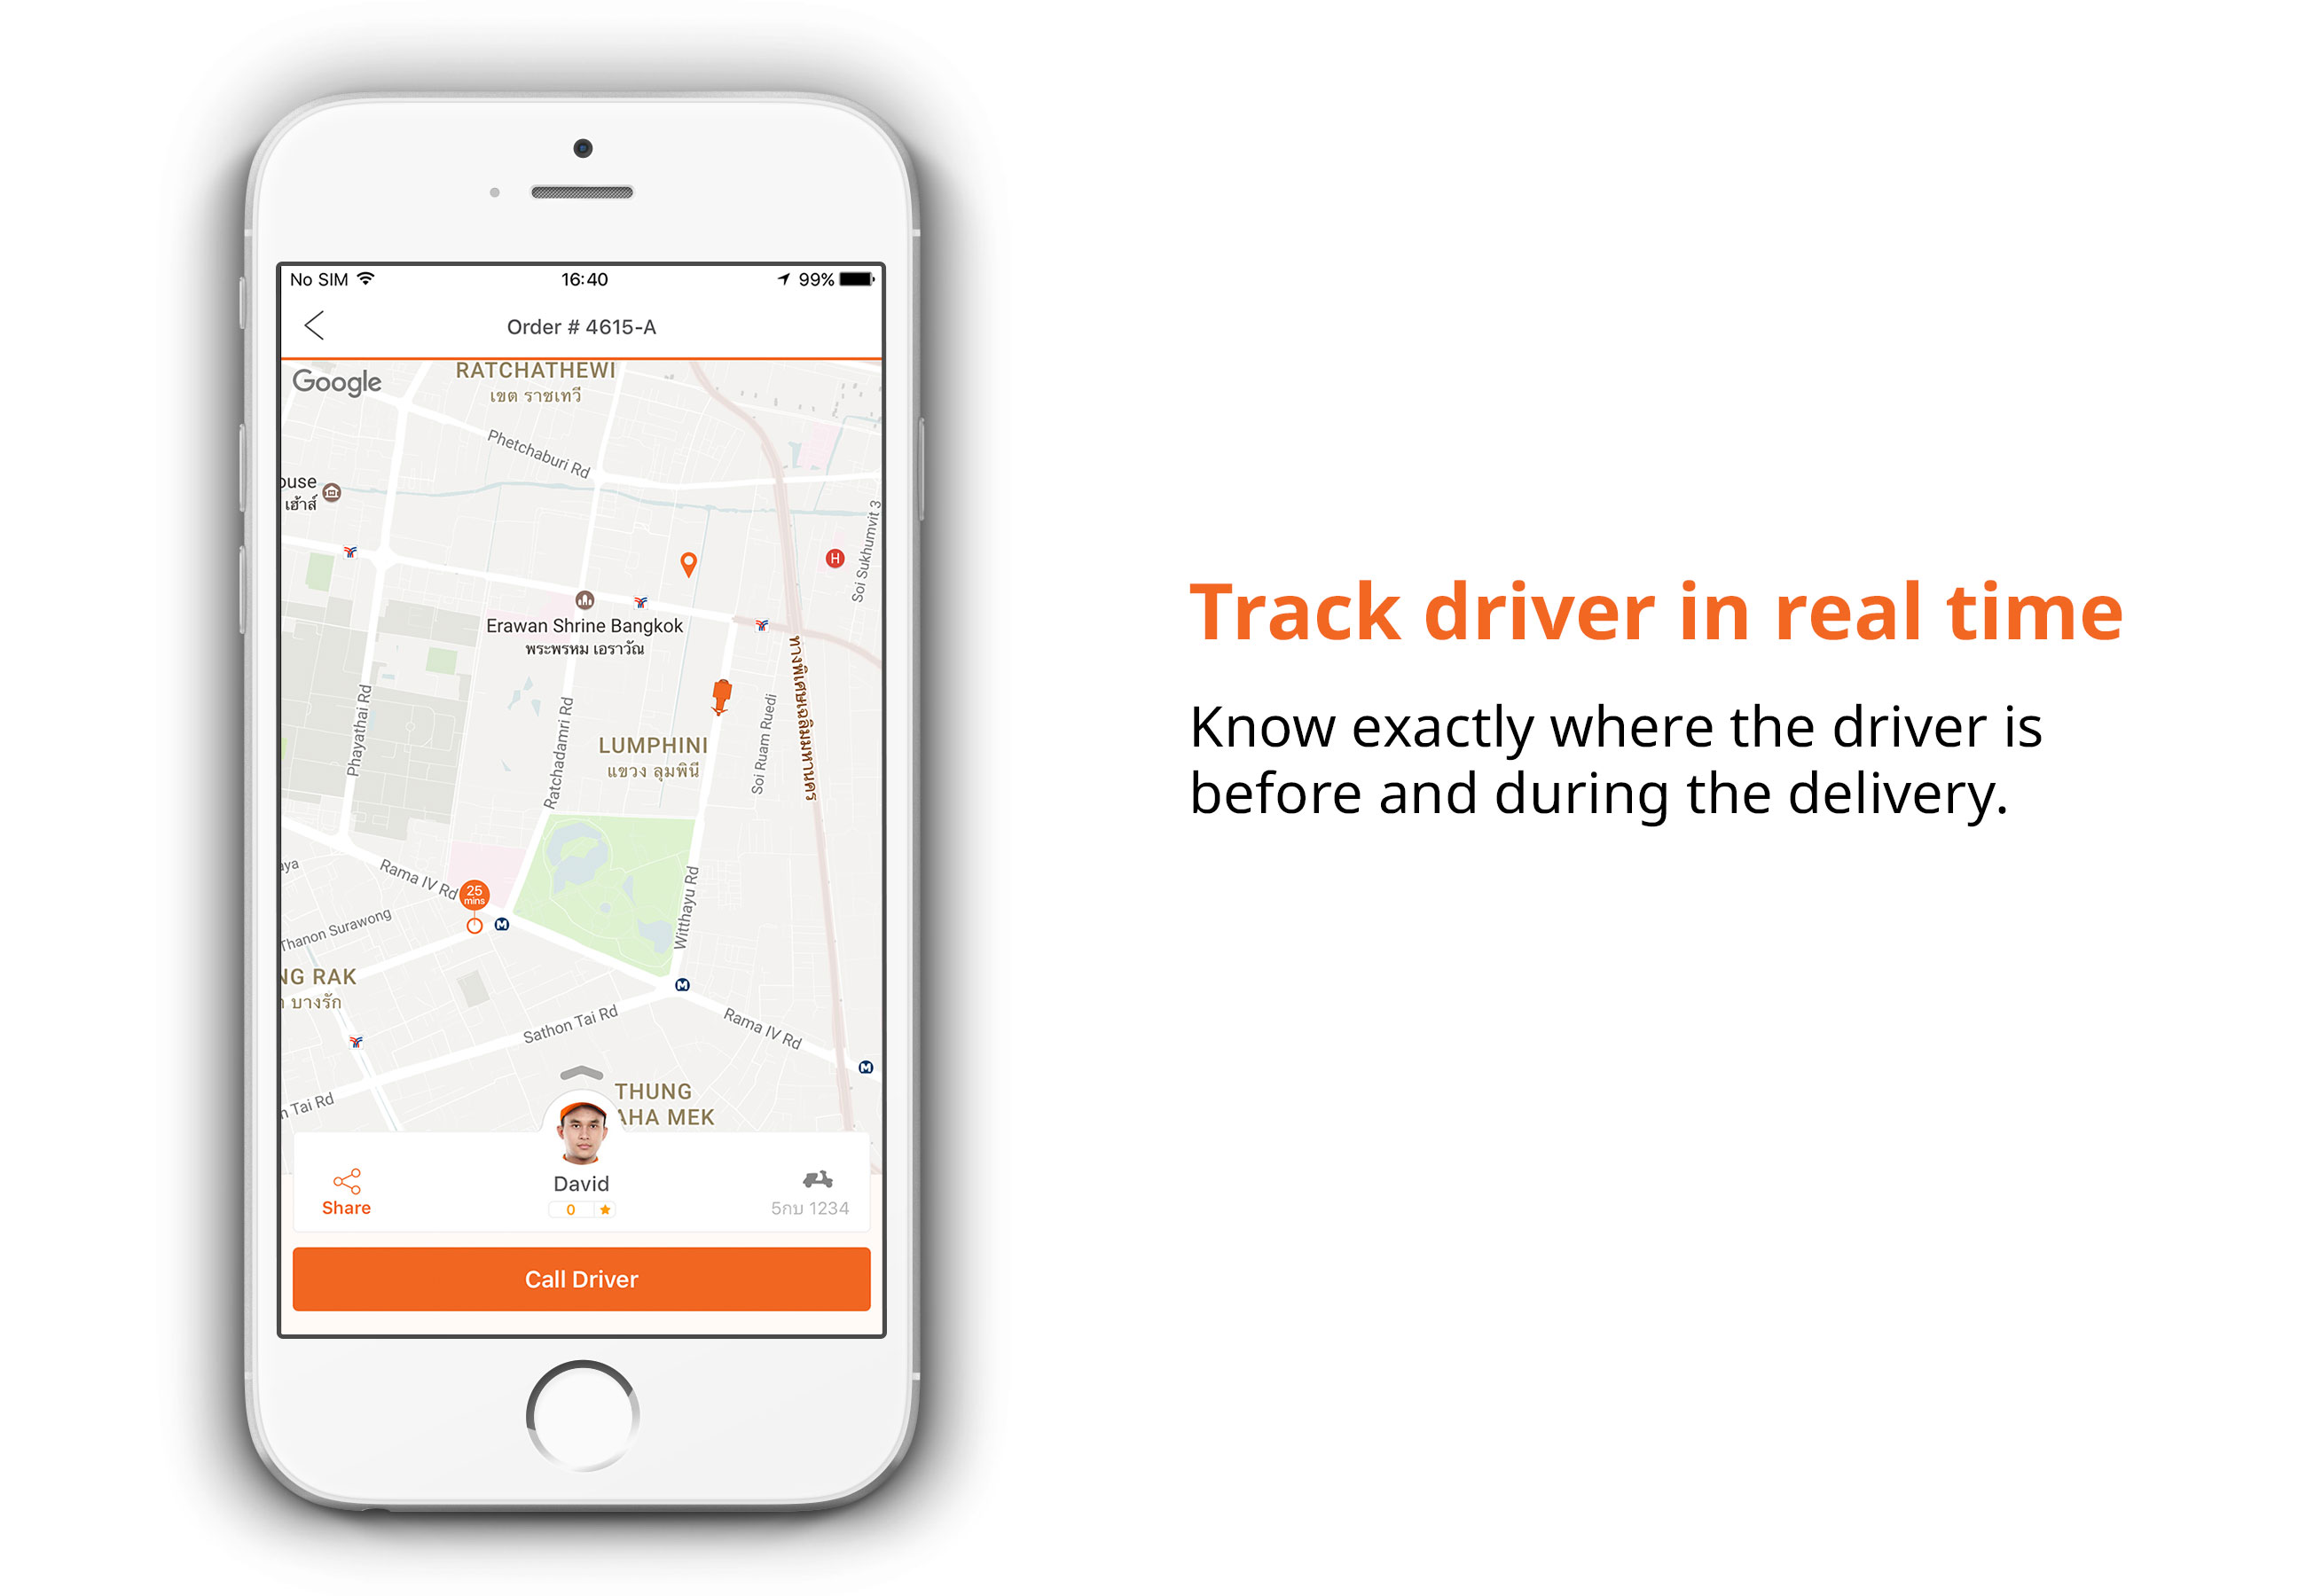 No SIM 16:40 99%
Order # 4615-A
Google
RATCHATHEWI
เขต ราชเทวี
Phetchaburi Rd
ouse
เฮ้าส์
Soi Sukhumvit 3
H
Erawan Shrine Bangkok
พระพรหม เอราวัณ
ทางพิเศษเฉลิมมหานคร
Phayathai Rd
Ratchadamri Rd
Soi Ruam Ruedi
LUMPHINI
แขวง ลุมพินี
aya
Rama IV Rd
25
mins
M
Witthayu Rd
Thanon Surawong
NG RAK
บางรัก
M
Sathon Tai Rd
Rama IV Rd
M
n Tai Rd
THUNG
AHA MEK
Share
David
0
5กบ 1234
Call Driver
Track driver in real time
Know exactly where the driver is
before and during the delivery.